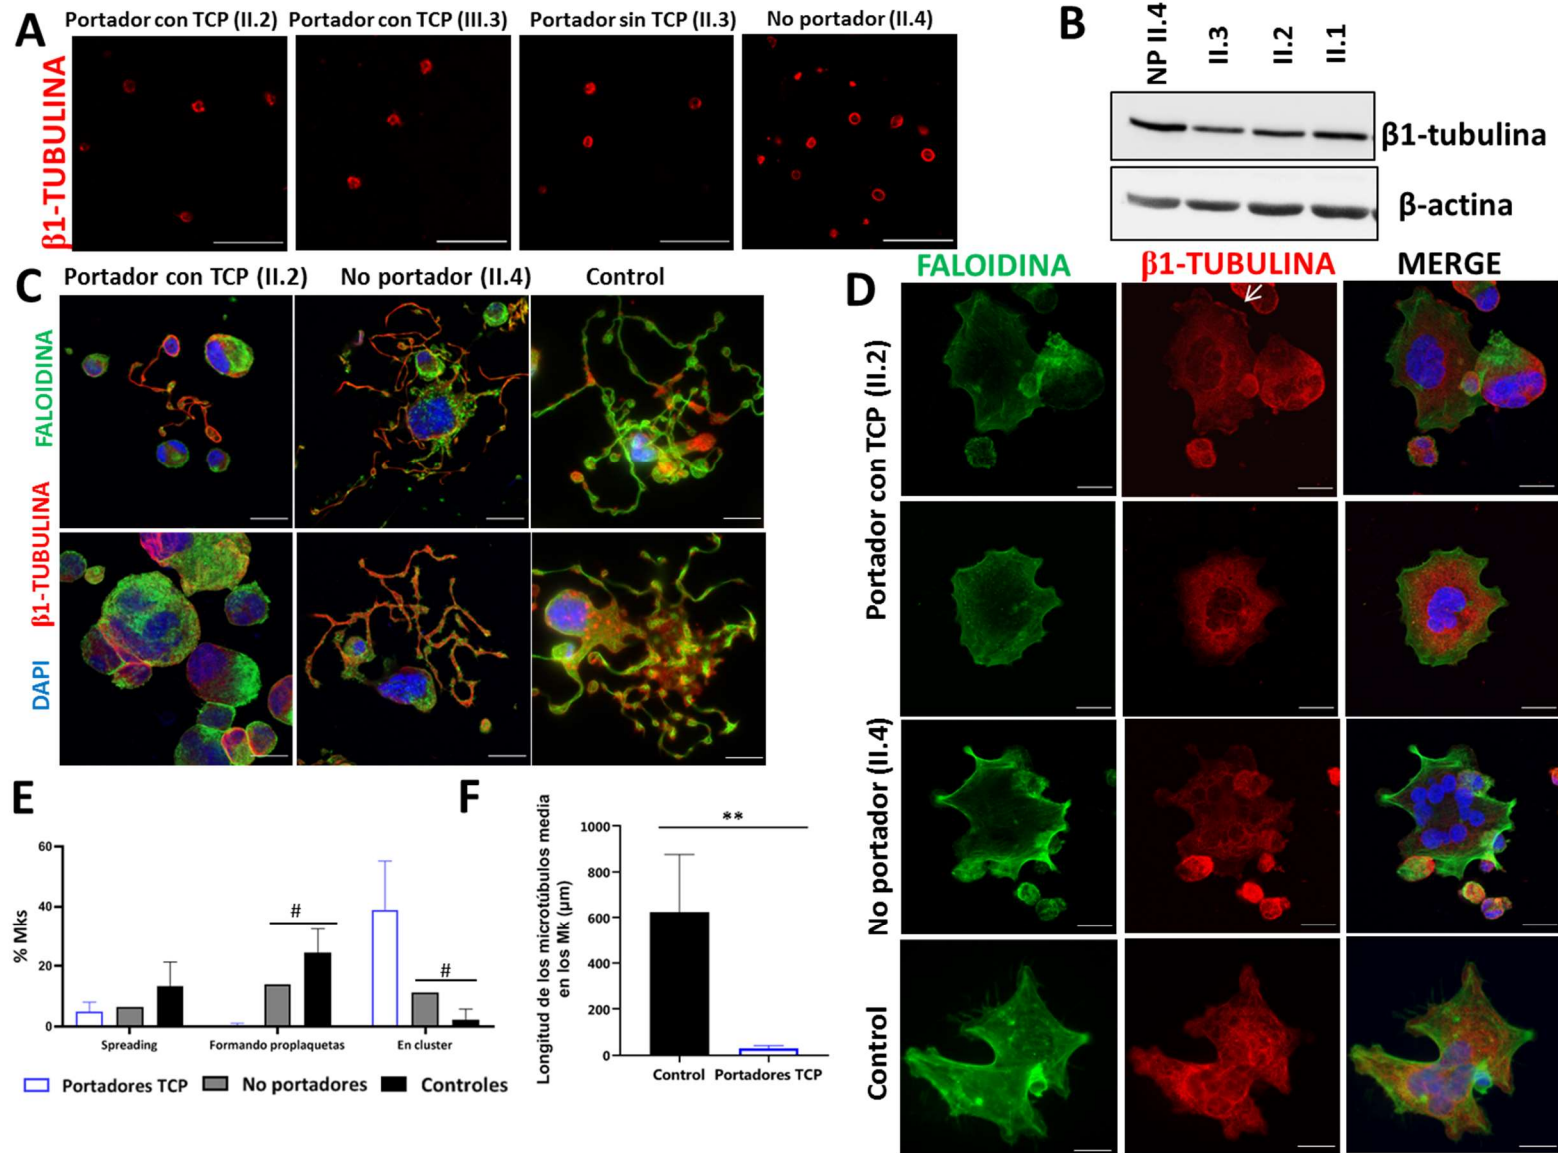 A
Portador con TCP (II.2)
Portador con TCP (III.3)
Portador sin TCP (II.3)
No portador (II.4)
β1-TUBULINA
B
NP II.4
II.3
II.2
II.1
β1-tubulina
β-actina
C
Portador con TCP (II.2)
No portador (II.4)
Control
FALOIDINA
β1-TUBULINA
DAPI
D
FALOIDINA
β1-TUBULINA
MERGE
Portador con TCP (II.2)
No portador (II.4)
Control
E
% Mks
60
40
20
0
#
#
Spreading
Formando proplaquetas
En cluster
Portadores TCP
No portadores
Controles
F
Longitud de los microtúbulos media
en los Mk (µm)
1000
800
600
400
200
0
**
Control
Portadores TCP